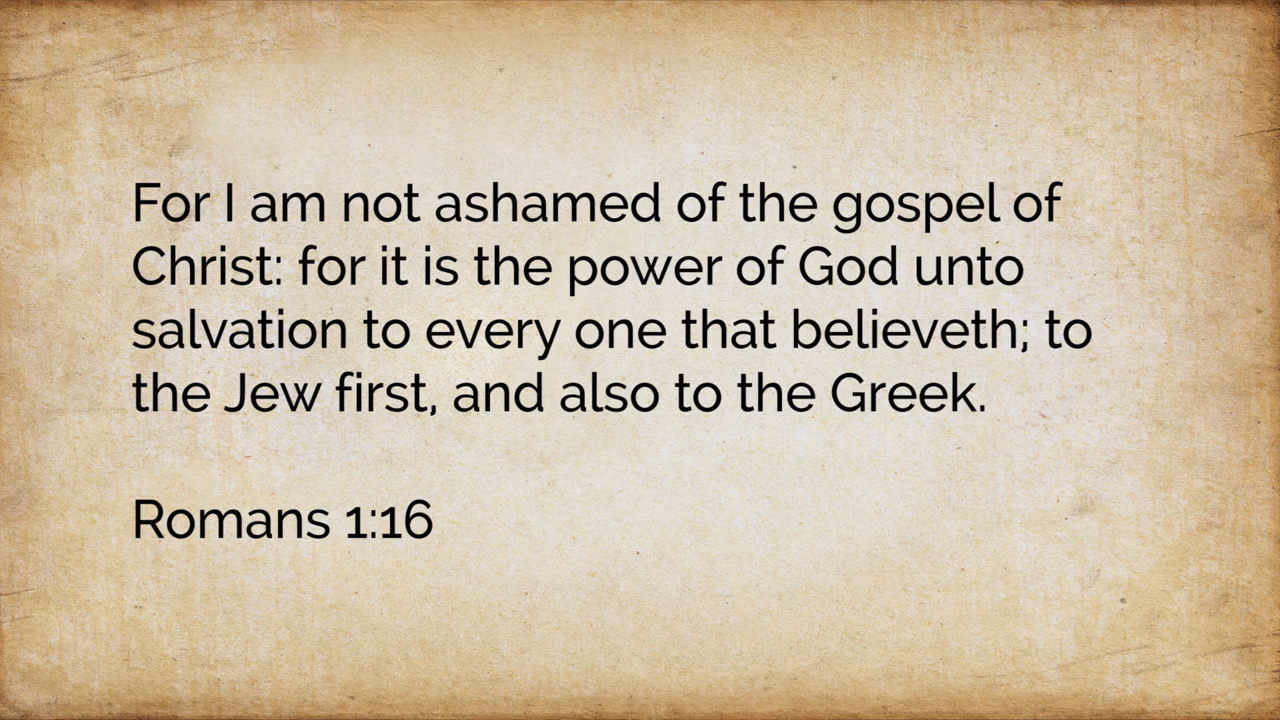 For I am not ashamed of the gospel of
Christ: for it is the power of God unto
salvation to every one that believeth; to
the Jew first, and also to the Greek.
Romans 1:16